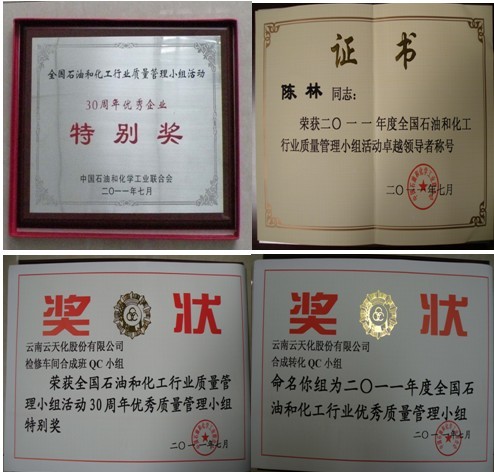 全国石油和化工行业质量管理小组活动
30周年优秀企业
特别奖
中国石油和化学工业联合会
二〇一一年七月
证书
陈林同志：
荣获二〇一一年度全国石油和化工
行业质量管理小组活动卓越领导者称号
二〇一一年七月
奖状
云南云天化股份有限公司
检修车间合成班QC小组
荣获全国石油和化工行业质量管
理小组活动30周年优秀质量管理小组
特别奖
二〇一一年七月
奖状
云南云天化股份有限公司
合成转化QC小组
命名你组为二〇一一年度全国石
油和化工行业优秀质量管理小组
二〇一一年七月